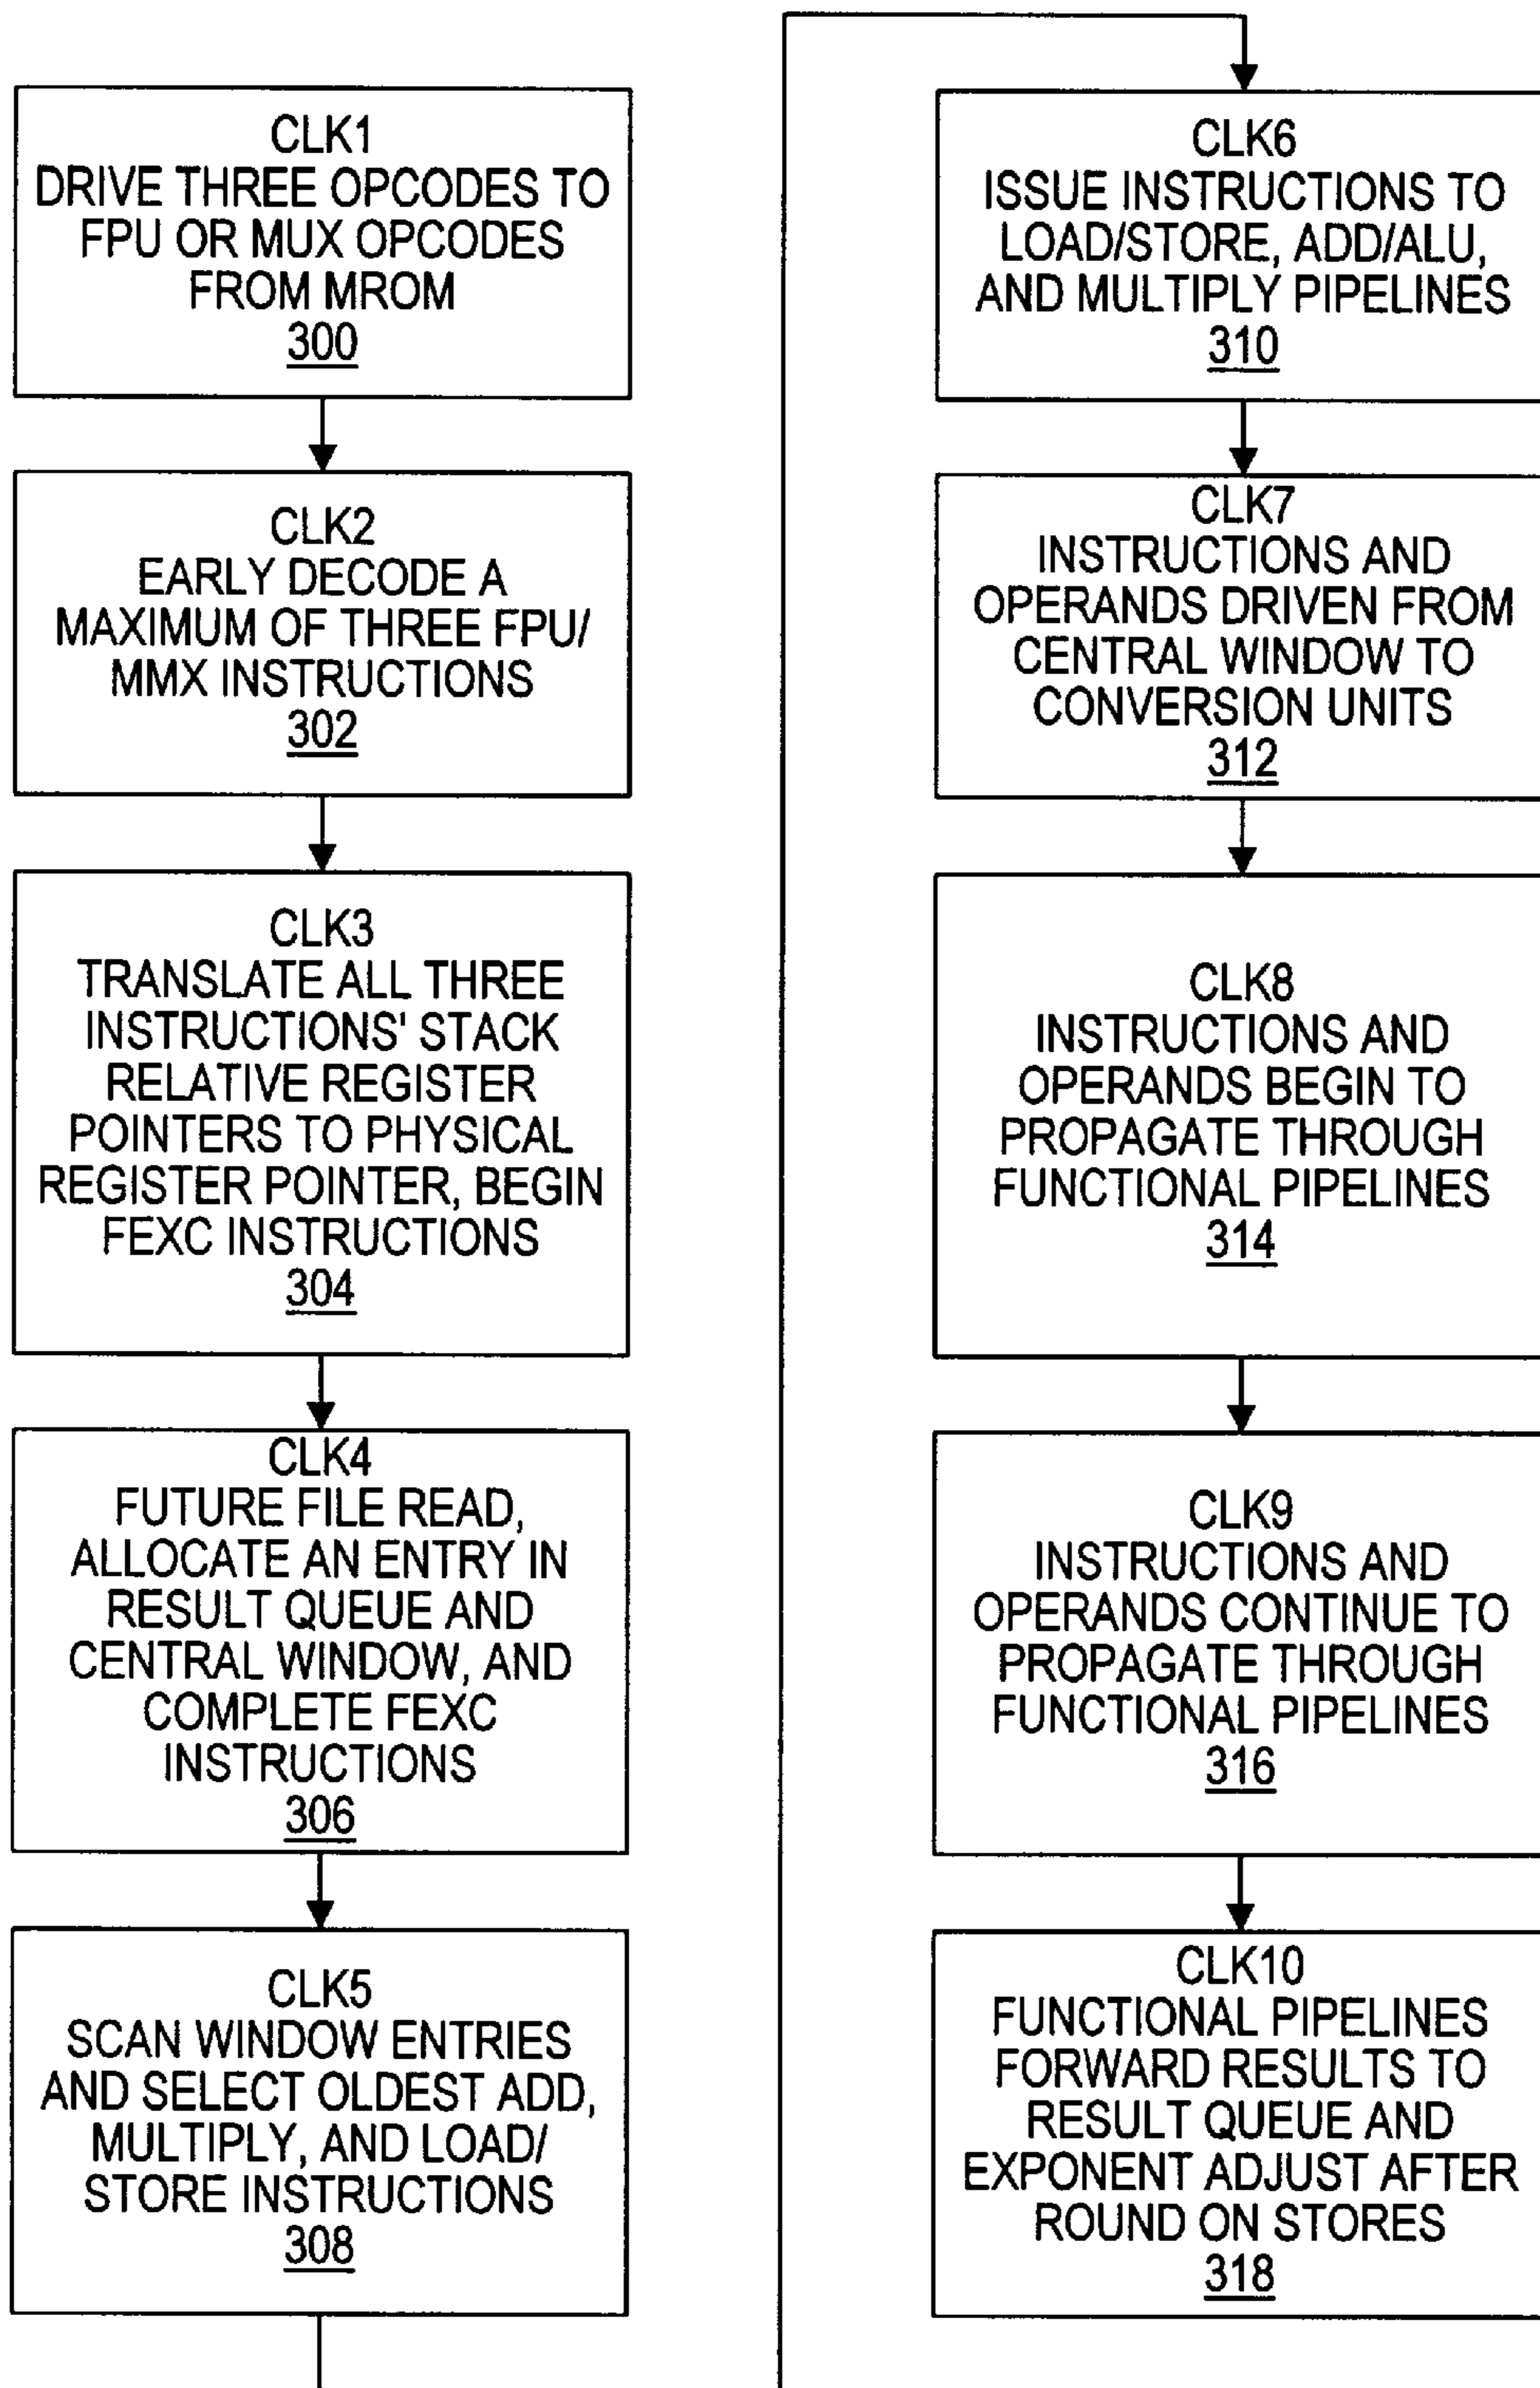 CLK1
DRIVE THREE OPCODES TO
FPU OR MUX OPCODES
FROM MROM
300
CLK2
EARLY DECODE A
MAXIMUM OF THREE FPU/
MMX INSTRUCTIONS
302
CLK3
TRANSLATE ALL THREE
INSTRUCTIONS' STACK
RELATIVE REGISTER
POINTERS TO PHYSICAL
REGISTER POINTER, BEGIN
FEXC INSTRUCTIONS
304
CLK4
FUTURE FILE READ,
ALLOCATE AN ENTRY IN
RESULT QUEUE AND
CENTRAL WINDOW, AND
COMPLETE FEXC
INSTRUCTIONS
306
CLK5
SCAN WINDOW ENTRIES
AND SELECT OLDEST ADD,
MULTIPLY, AND LOAD/
STORE INSTRUCTIONS
308
CLK6
ISSUE INSTRUCTIONS TO
LOAD/STORE, ADD/ALU,
AND MULTIPLY PIPELINES
310
CLK7
INSTRUCTIONS AND
OPERANDS DRIVEN FROM
CENTRAL WINDOW TO
CONVERSION UNITS
312
CLK8
INSTRUCTIONS AND
OPERANDS BEGIN TO
PROPAGATE THROUGH
FUNCTIONAL PIPELINES
314
CLK9
INSTRUCTIONS AND
OPERANDS CONTINUE TO
PROPAGATE THROUGH
FUNCTIONAL PIPELINES
316
CLK10
FUNCTIONAL PIPELINES
FORWARD RESULTS TO
RESULT QUEUE AND
EXPONENT ADJUST AFTER
ROUND ON STORES
318